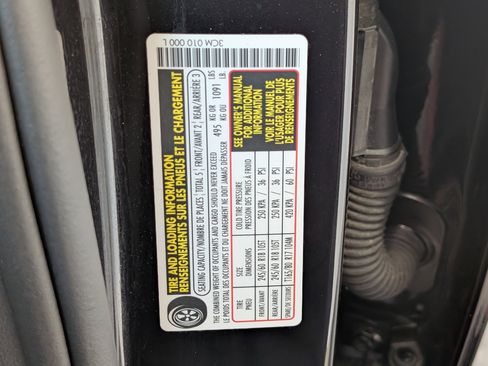 3CM 010 000 L
TIRE AND LOADING INFORMATION
RENSEIGNEMENTS SUR LES PNEUS ET LE CHARGEMENT
SEATING CAPACITY/NOMBRE DE PLACES TOTAL 5 FRONT/AVANT 2 REAR/ARRIÈRE 3
THE COMBINED WEIGHT OF OCCUPANTS AND CARGO SHOULD NEVER EXCEED 495 KG OR 1091 LBS
LE POIDS TOTAL DES OCCUPANTS ET DU CHARGEMENT NE DOIT JAMAIS DÉPASSER 495 KG OU 1091 LB.
TIRE SIZE COLD TIRE PRESSURE
PNEU DIMENSIONS PRESSION DES PNEUS À FROID
FRONT/AVANT 245/60 R18 105T 250 KPA / 36 PSI
REAR/ARRIÈRE 245/60 R18 105T 250 KPA / 36 PSI
SPARE/DE SECOURS T165/80 R17 104M 420 KPA / 60 PSI
SEE OWNER'S MANUAL
FOR ADDITIONAL
INFORMATION
VOIR LE MANUEL DE
L'USAGER POUR PLUS
DE RENSEIGNEMENTS